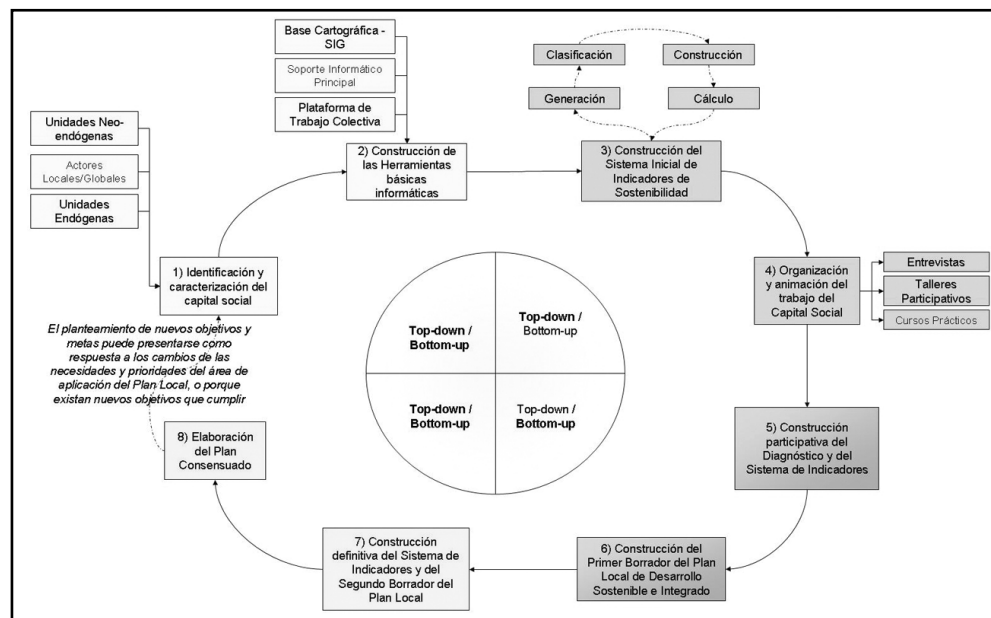 Base Cartográfica -
SIG
Soporte Informático
Principal
Plataforma de
Trabajo Colectiva
Clasificación
Construcción
Generación
Cálculo
Unidades Neo-
endógenas
Actores
Locales/Globales
Unidades
Endógenas
2) Construcción de
las Herramientas
básicas
informáticas
3) Construcción del
Sistema Inicial de
Indicadores de
Sostenibilidad
1) Identificación y
caracterización del
capital social
4) Organización
y animación del
trabajo del
Capital Social
Entrevistas
Talleres
Participativos
Cursos Prácticos
El planteamiento de nuevos objetivos y
metas puede presentarse como
respuesta a los cambios de las
necesidades y prioridades del área de
aplicación del Plan Local, o porque
existan nuevos objetivos que cumplir
Top-down /
Bottom-up
Top-down /
Bottom-up
Top-down /
Bottom-up
Top-down /
Bottom-up
5) Construcción
participativa del
Diagnóstico y del
Sistema de Indicadores
8) Elaboración
del Plan
Consensuado
7) Construcción
definitiva del Sistema de
Indicadores y del
Segundo Borrador del
Plan Local
6) Construcción del
Primer Borrador del Plan
Local de Desarrollo
Sostenible e Integrado